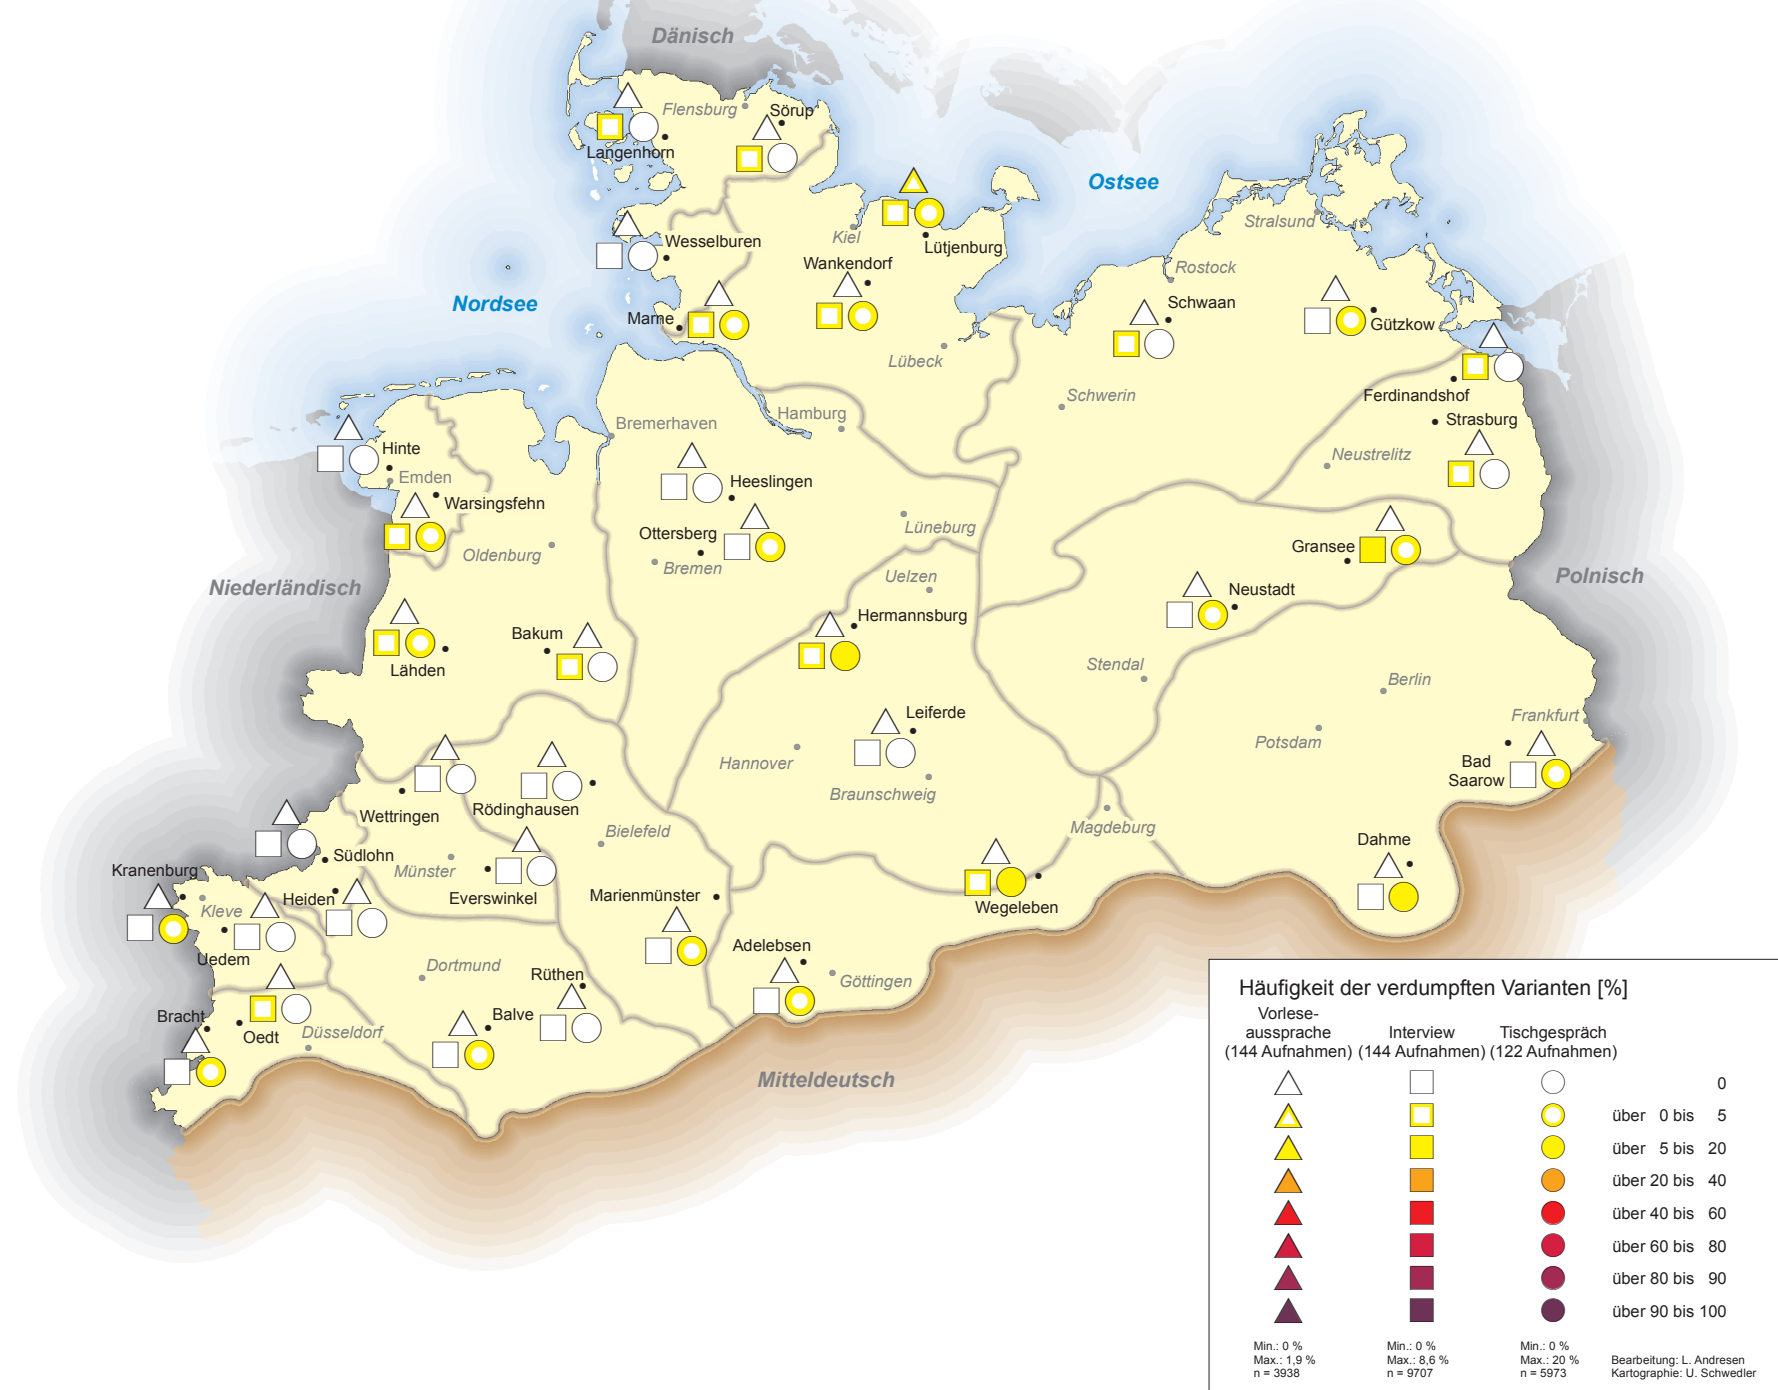 Dänisch
Flensburg
Sörup
Langenhorn
Ostsee
Stralsund
Kiel
Wesselburen
Lütjenburg
Wankendorf
Rostock
Nordsee
Schwaan
Marne
Gützkow
Lübeck
Ferdinandshof
Schwerin
Hamburg
Bremerhaven
Strasburg
Hinte
Neustrelitz
Emden
Heeslingen
Warsingsfehn
Lüneburg
Ottersberg
Oldenburg
Bremen
Gransee
Uelzen
Polnisch
Niederländisch
Neustadt
Hermannsburg
Bakum
Stendal
Lähden
Berlin
Leiferde
Frankfurt
Potsdam
Hannover
Bad
Saarow
Braunschweig
Rödinghausen
Wettringen
Bielefeld
Magdeburg
Dahme
Südlohn
Kranenburg
Münster
Heiden
Everswinkel
Marienmünster
Kleve
Wegeleben
Adelebsen
Uedem
Dortmund
Rüthen
Göttingen
Bracht
Balve
Oedt
Düsseldorf
Mitteldeutsch
Häufigkeit der verdumpften Varianten [%]
Vorlese-
aussprache Interview Tischgespräch
(144 Aufnahmen) (144 Aufnahmen) (122 Aufnahmen)
0
über 0 bis 5
über 5 bis 20
über 20 bis 40
über 40 bis 60
über 60 bis 80
über 80 bis 90
über 90 bis 100
Min.: 0 % Min.: 0 % Min.: 0 %
Max.: 1,9 % Max.: 8,6 % Max.: 20 % Bearbeitung: L. Andresen
n = 3938 n = 9707 n = 5973 Kartographie: U. Schwedler